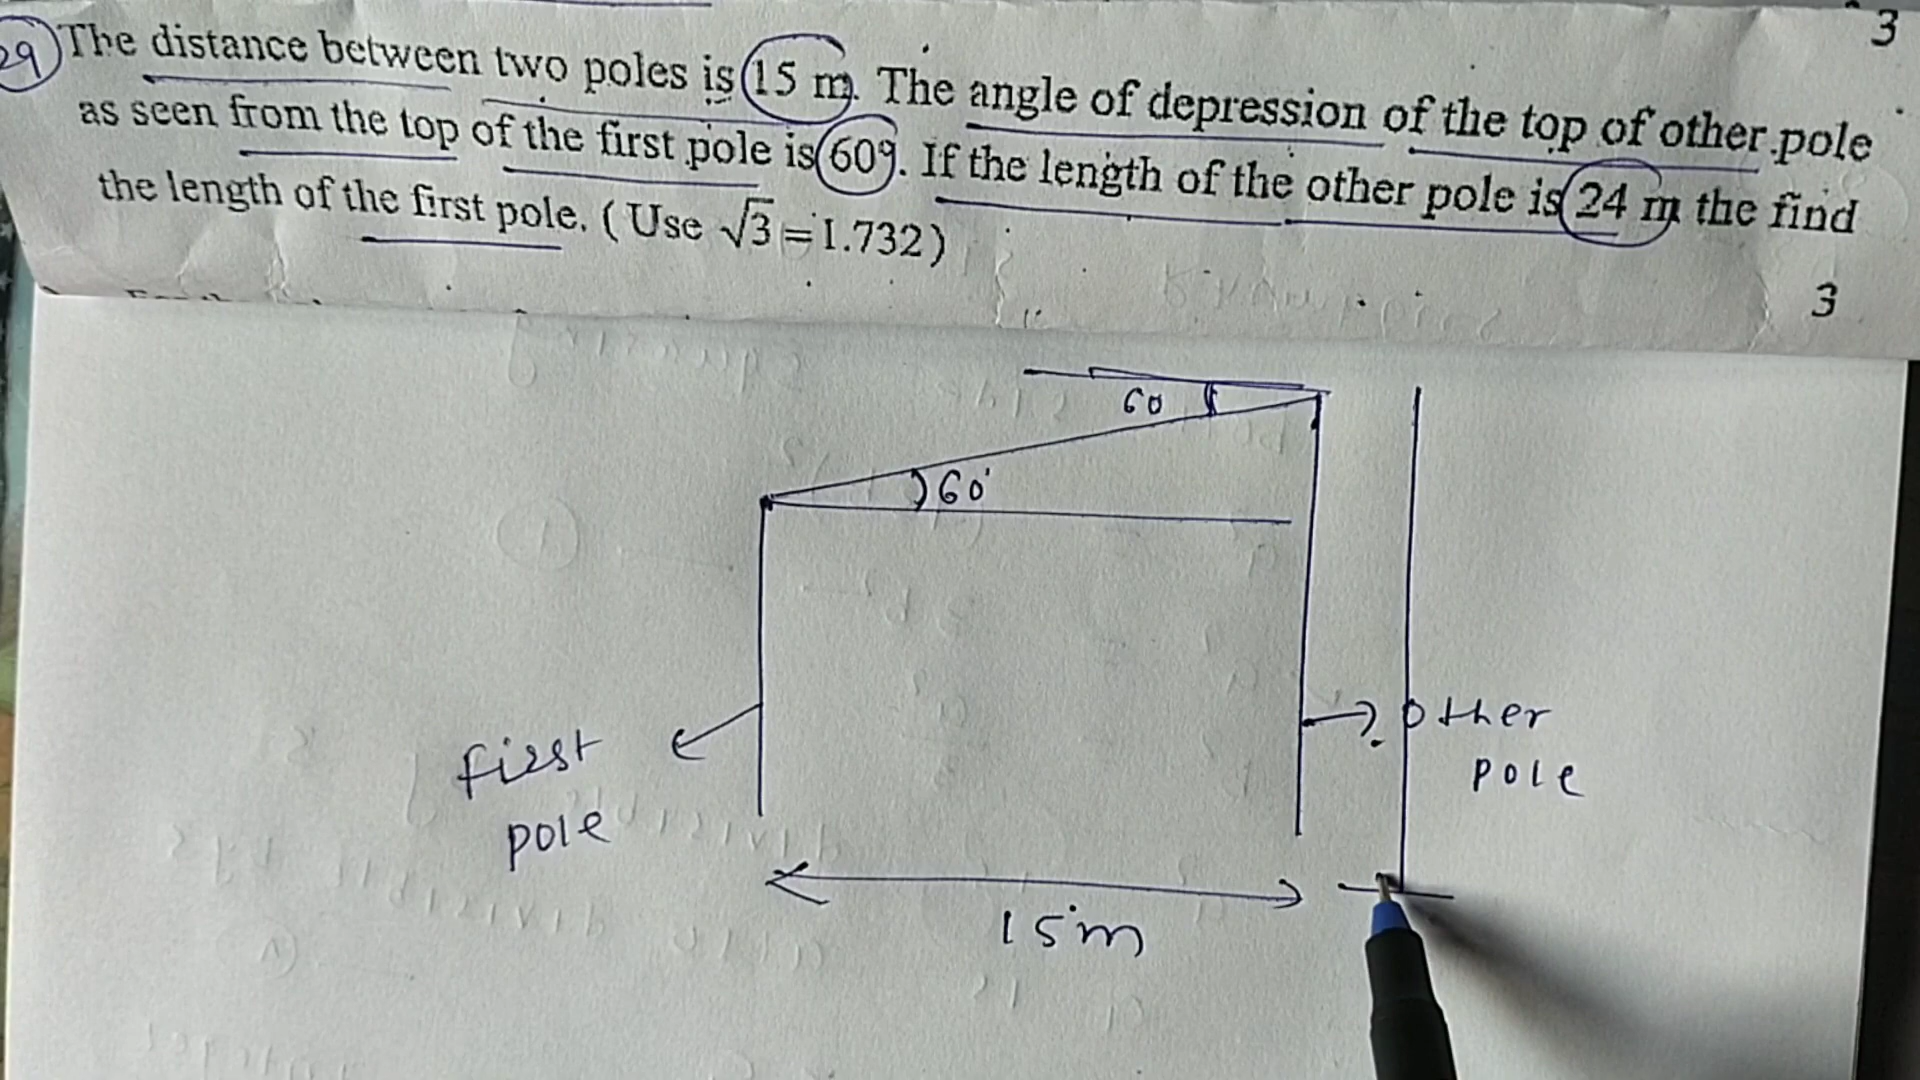 3
29 The distance between two poles is 15 m. The angle of depression of the top of other pole
as seen from the top of the first pole is 60°. If the length of the other pole is 24 m the find
the length of the first pole. ( Use √3 = 1.732)
3
60
60°
first
pole
? other
pole
15m